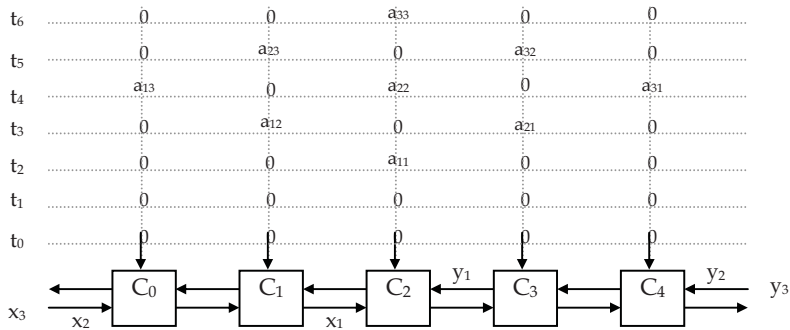 t₆ 0 0 a₃₃ 0 0
t₅ 0 a₂₃ 0 a₃₂ 0
t₄ a₁₃ 0 a₂₂ 0 a₃₁
t₃ 0 a₁₂ 0 a₂₁ 0
t₂ 0 0 a₁₁ 0 0
t₁ 0 0 0 0 0
t₀ 0 0 0 0 0
C₀ C₁ C₂ y₁ C₃ C₄ y₂ y₃
x₃ x₂ x₁